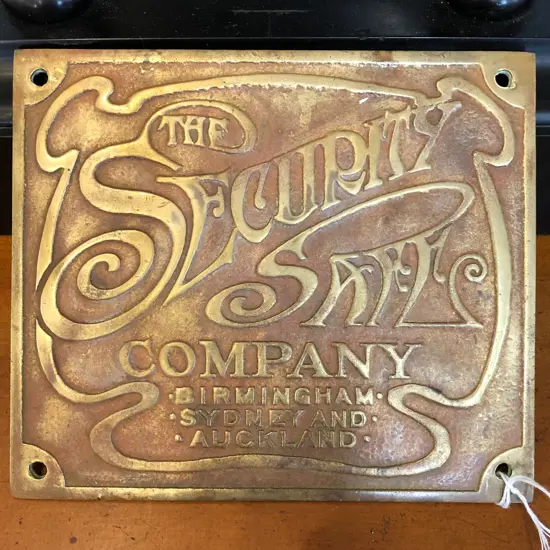 THE
SECURITY
SAFE
COMPANY
· BIRMINGHAM ·
· SYDNEY AND ·
· AUCKLAND ·